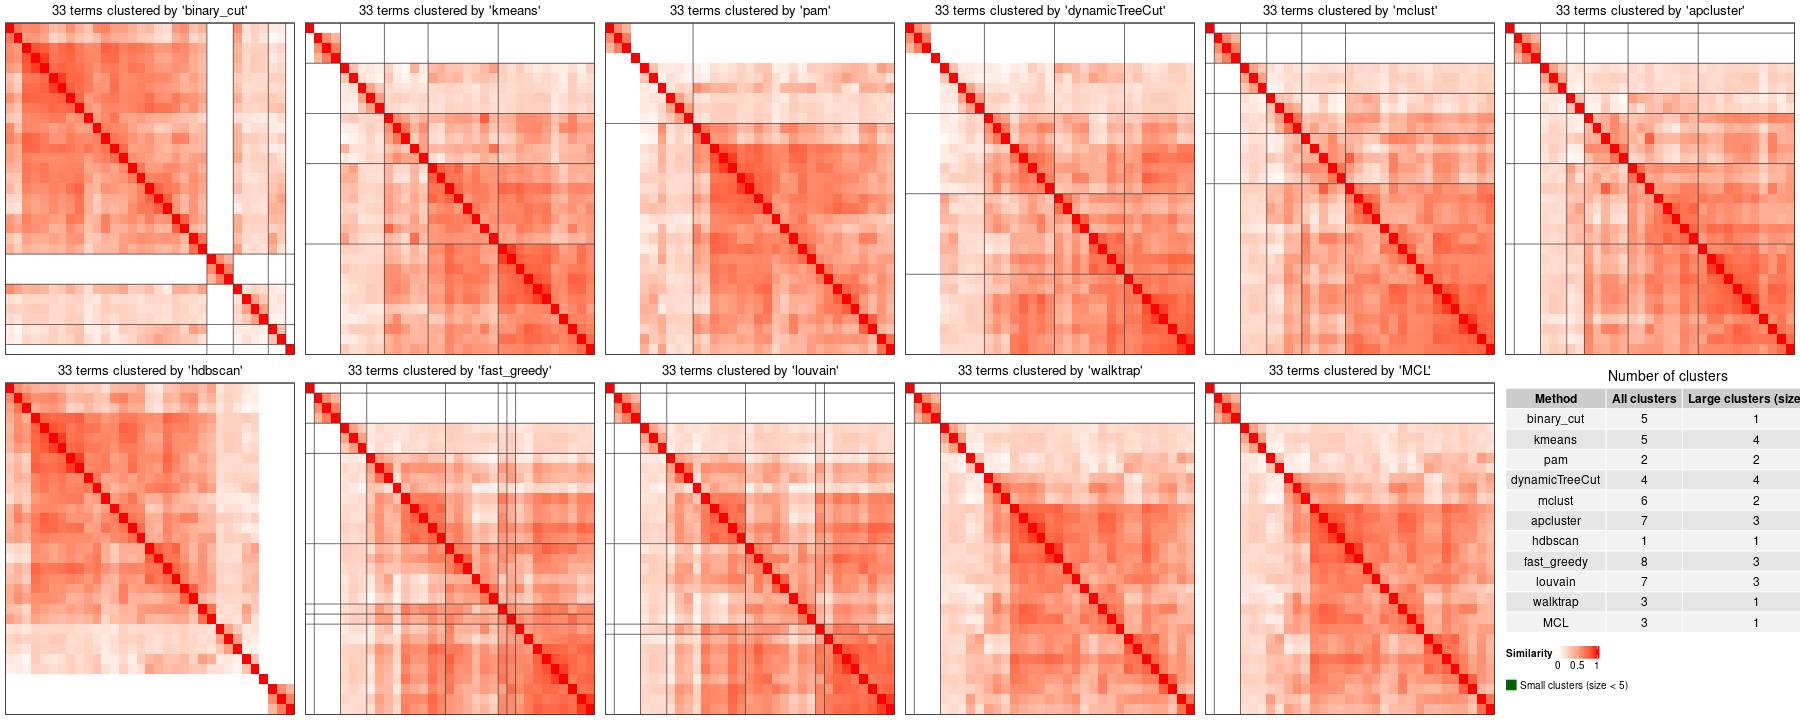 33 terms clustered by 'binary_cut'
33 terms clustered by 'kmeans'
33 terms clustered by 'pam'
33 terms clustered by 'dynamicTreeCut'
33 terms clustered by 'mclust'
33 terms clustered by 'apcluster'
33 terms clustered by 'hdbscan'
33 terms clustered by 'fast_greedy'
33 terms clustered by 'louvain'
33 terms clustered by 'walktrap'
33 terms clustered by 'MCL'
Number of clusters
Method All clusters Large clusters (size
binary_cut 5 1
kmeans 5 4
pam 2 2
dynamicTreeCut 4 4
mclust 6 2
apcluster 7 3
hdbscan 1 1
fast_greedy 8 3
louvain 7 3
walktrap 3 1
MCL 3 1
Similarity
0 0.5 1
Small clusters (size < 5)